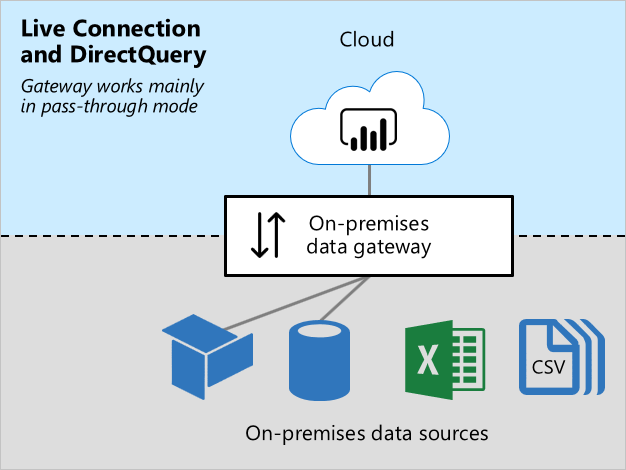 Live Connection
and DirectQuery
Gateway works mainly
in pass-through mode
Cloud
On-premises
data gateway
X
CSV
On-premises data sources